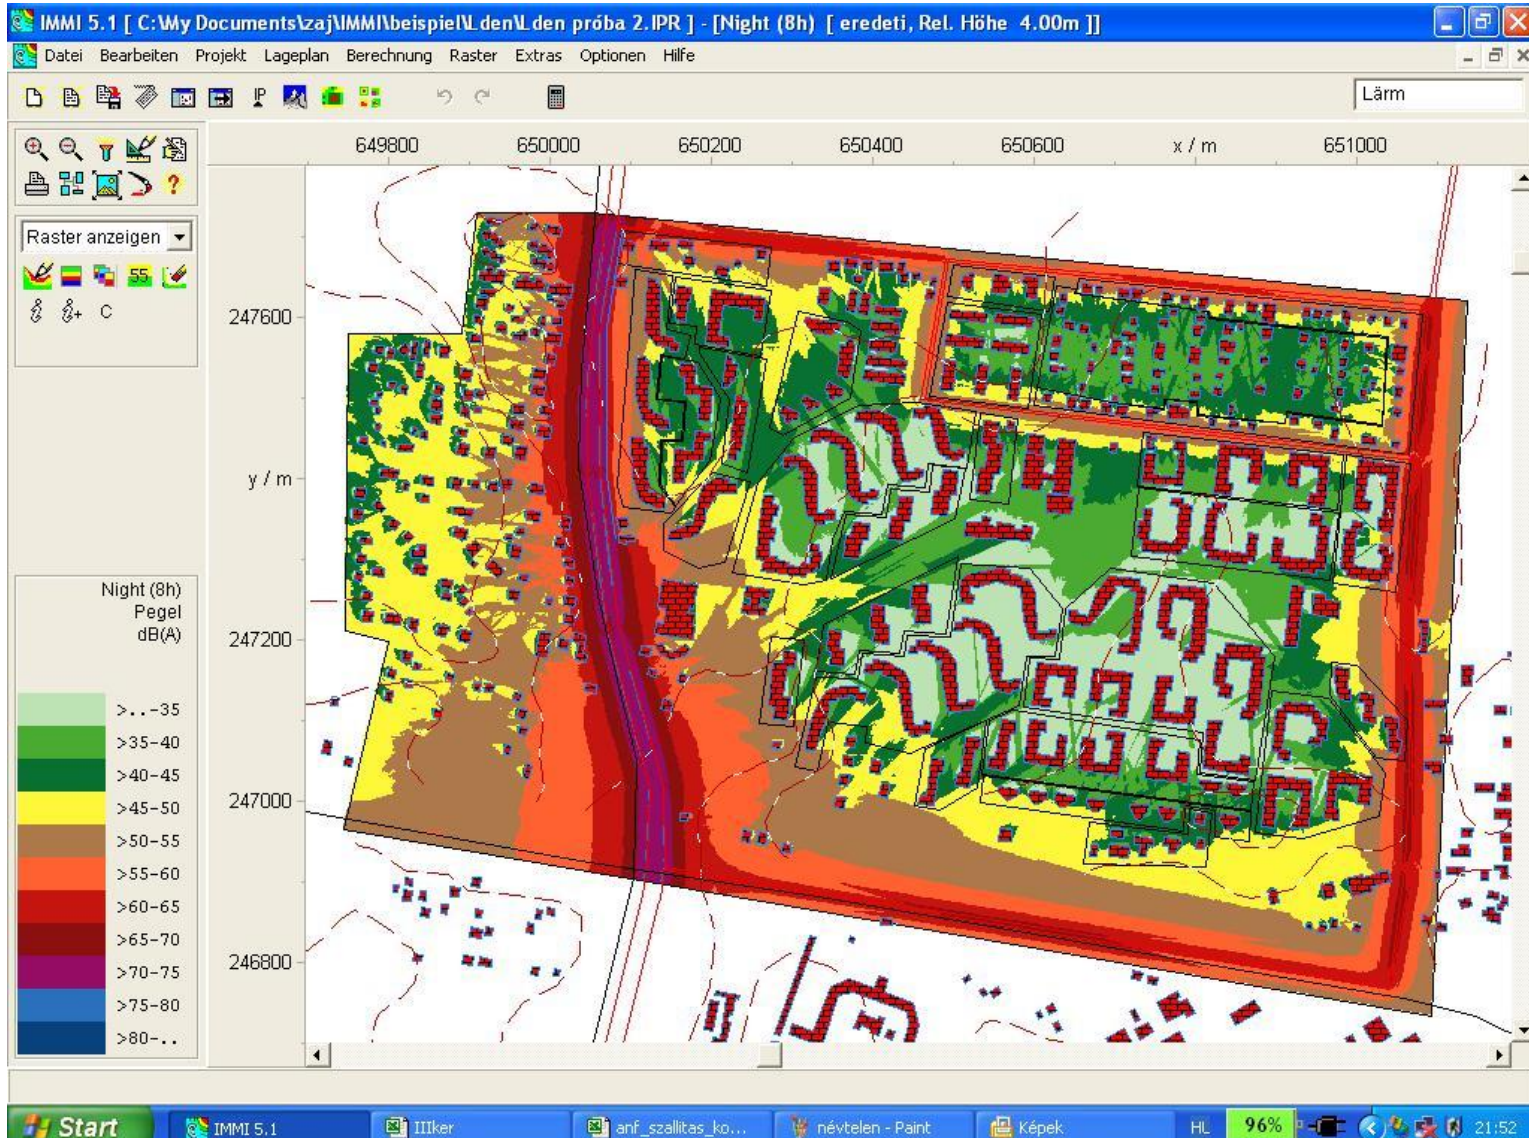 IMMI 5.1 [ C:\My Documents\zaj\IMMI\beispiel\Lden\Lden próba 2.IPR ] - [Night (8h) [ eredeti, Rel. Höhe 4.00m ]]
Datei Bearbeiten Projekt Lageplan Berechnung Raster Extras Optionen Hilfe
Lärm
649800 650000 650200 650400 650600 x / m 651000
Raster anzeigen
55
C
247600
y / m
247200
247000
246800
Night (8h)
Pegel
dB(A)
>..-35
>35-40
>40-45
>45-50
>50-55
>55-60
>60-65
>65-70
>70-75
>75-80
>80-..
Start IMMI 5.1 IIIker anf_szallitas_ko... névtelen - Paint Képek HU 96% 21:52